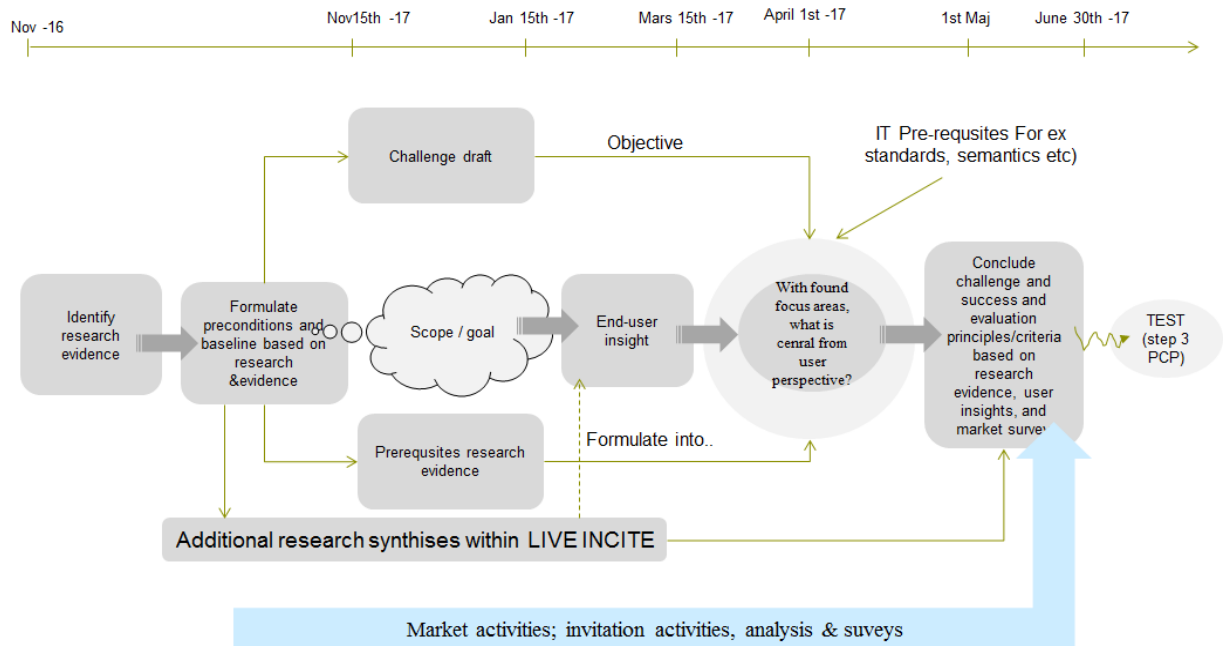 Nov -16
Nov15th -17
Jan 15th -17
Mars 15th -17
April 1st -17
1st Maj
June 30th -17
Challenge draft
Objective
IT Pre-requsites For ex
standards, semantics etc)
Identify
research
evidence
Formulate
preconditions and
baseline based on
research
&evidence
Scope / goal
End-user
insight
With found
focus areas,
what is
cenral from
user
perspective?
Conclude
challenge and
success and
evaluation
principles/criteria
based on
research
evidence, user
insights, and
market survey
TEST
(step 3
PCP)
Prerequsites research
evidence
Formulate into..
Additional research synthises within LIVE INCITE
Market activities; invitation activities, analysis & suveys